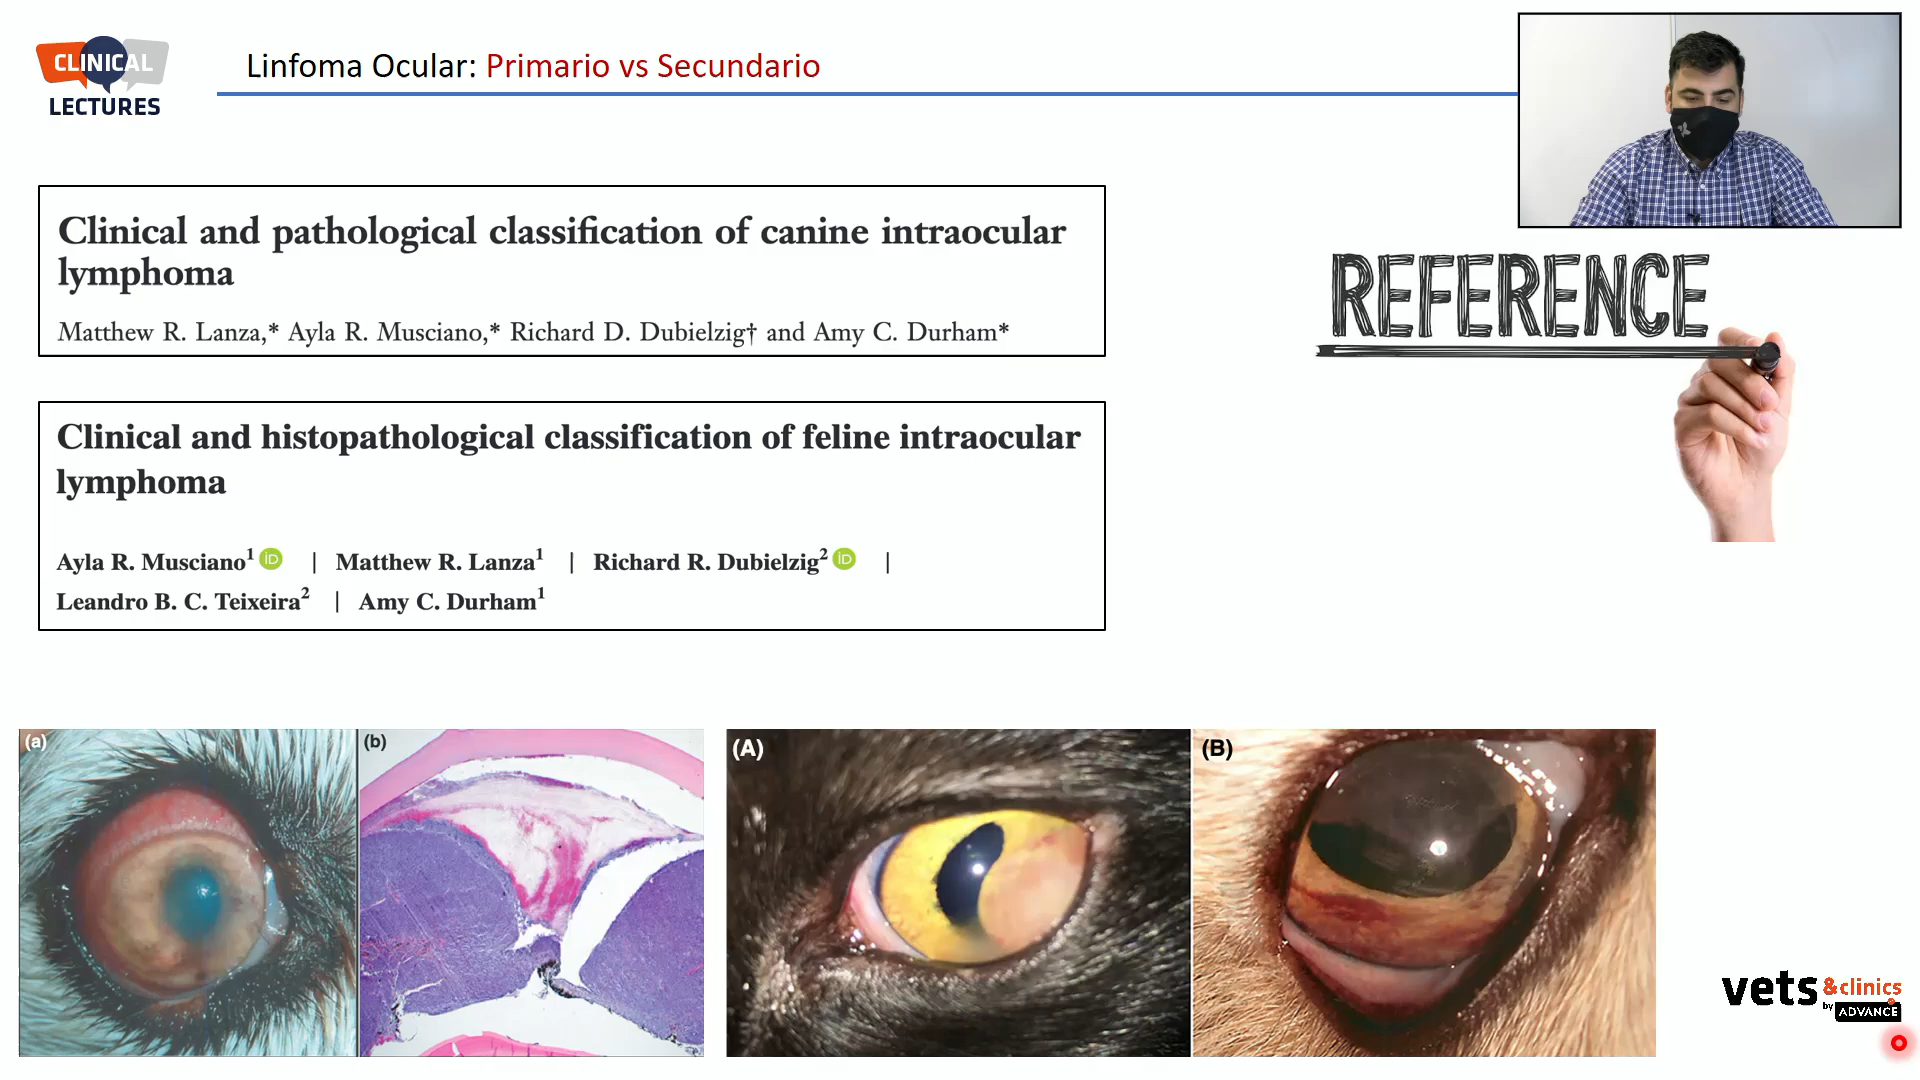 CLINICAL
LECTURES
Linfoma Ocular: Primario vs Secundario
Clinical and pathological classification of canine intraocular
lymphoma
Matthew R. Lanza,* Ayla R. Musciano,* Richard D. Dubielzig† and Amy C. Durham*
REFERENCE
Clinical and histopathological classification of feline intraocular
lymphoma
Ayla R. Musciano1 iD | Matthew R. Lanza1 | Richard R. Dubielzig2 iD |
Leandro B. C. Teixeira2 | Amy C. Durham1
(a)
(b)
(A)
(B)
vets &clinics
by ADVANCE